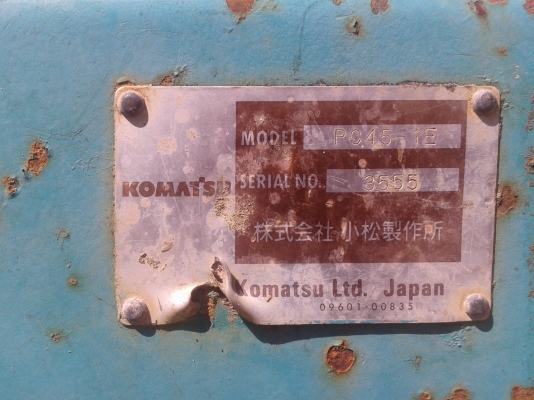 MODEL PC45-1E
KOMATSU
SERIAL NO. 3555
株式会社 小松製作所
Komatsu Ltd. Japan
09601-00835